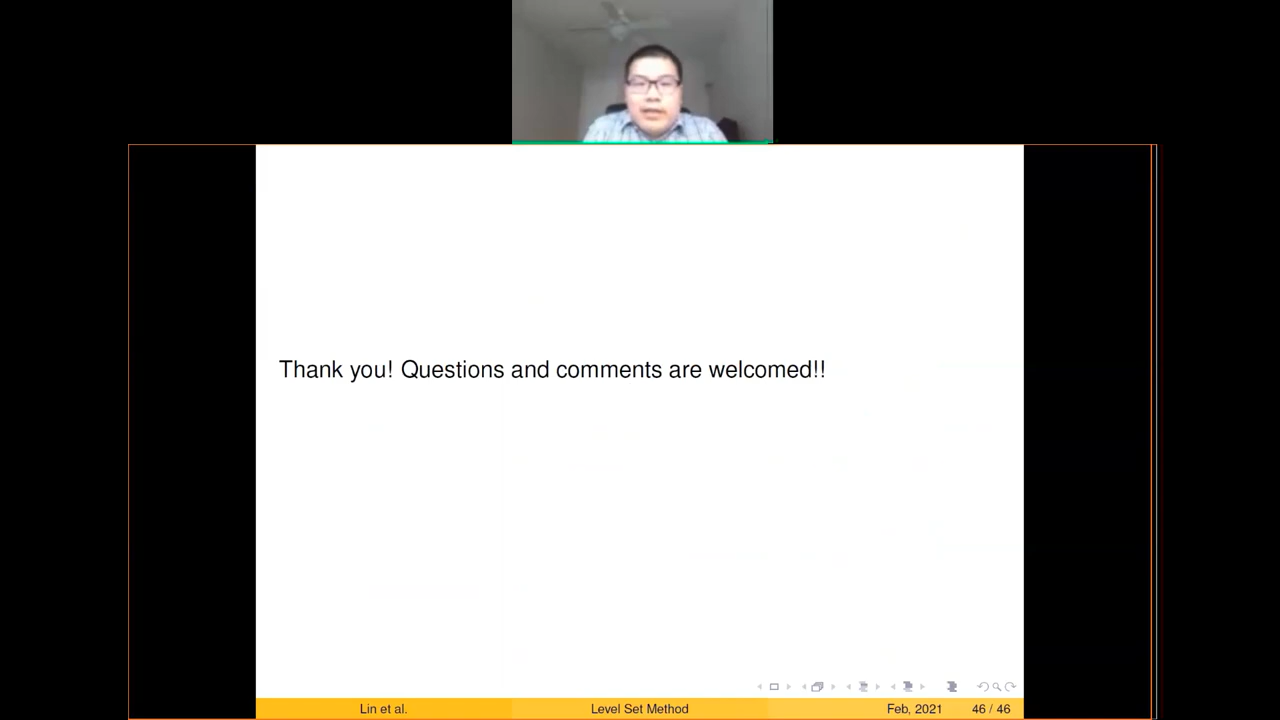 Thank you! Questions and comments are welcomed!!
Lin et al. Level Set Method Feb, 2021 46 / 46